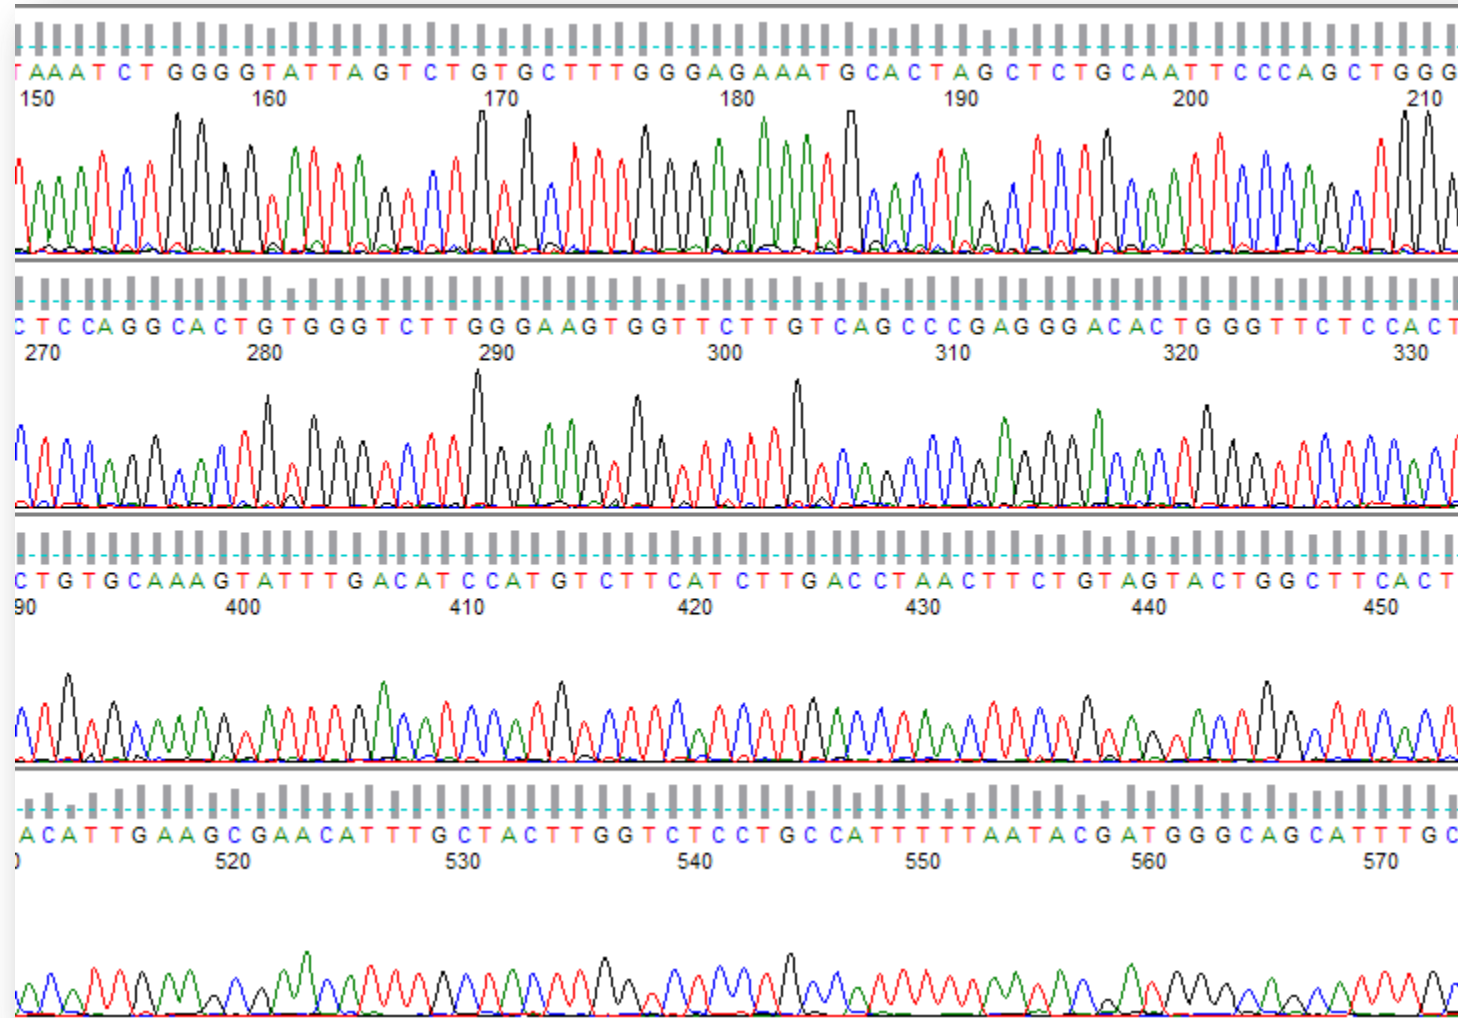 TAAATCTGGGGTATTAGTCTGTGCTTTGGGAGAAATGCACTAGCTCTGCAATTCCCAGCTGGG
150 160 170 180 190 200 210
CTCCAGGCACTGTGGGTCTTGGGAAGTGGTTCTTGTCAGCCCGAGGGACACTGGGTTCTCCACT
270 280 290 300 310 320 330
CTGTGCAAAGTATTTGACATCCATGTCTTCATCTTGACCTAACTTCTGTAGTACTGGCTTCACT
90 400 410 420 430 440 450
ACATTGAAGCGAACATTTGCTACTTGGTCTCCTGCCATTTTTAATACGATGGGCAGCATTTGC
520 530 540 550 560 570